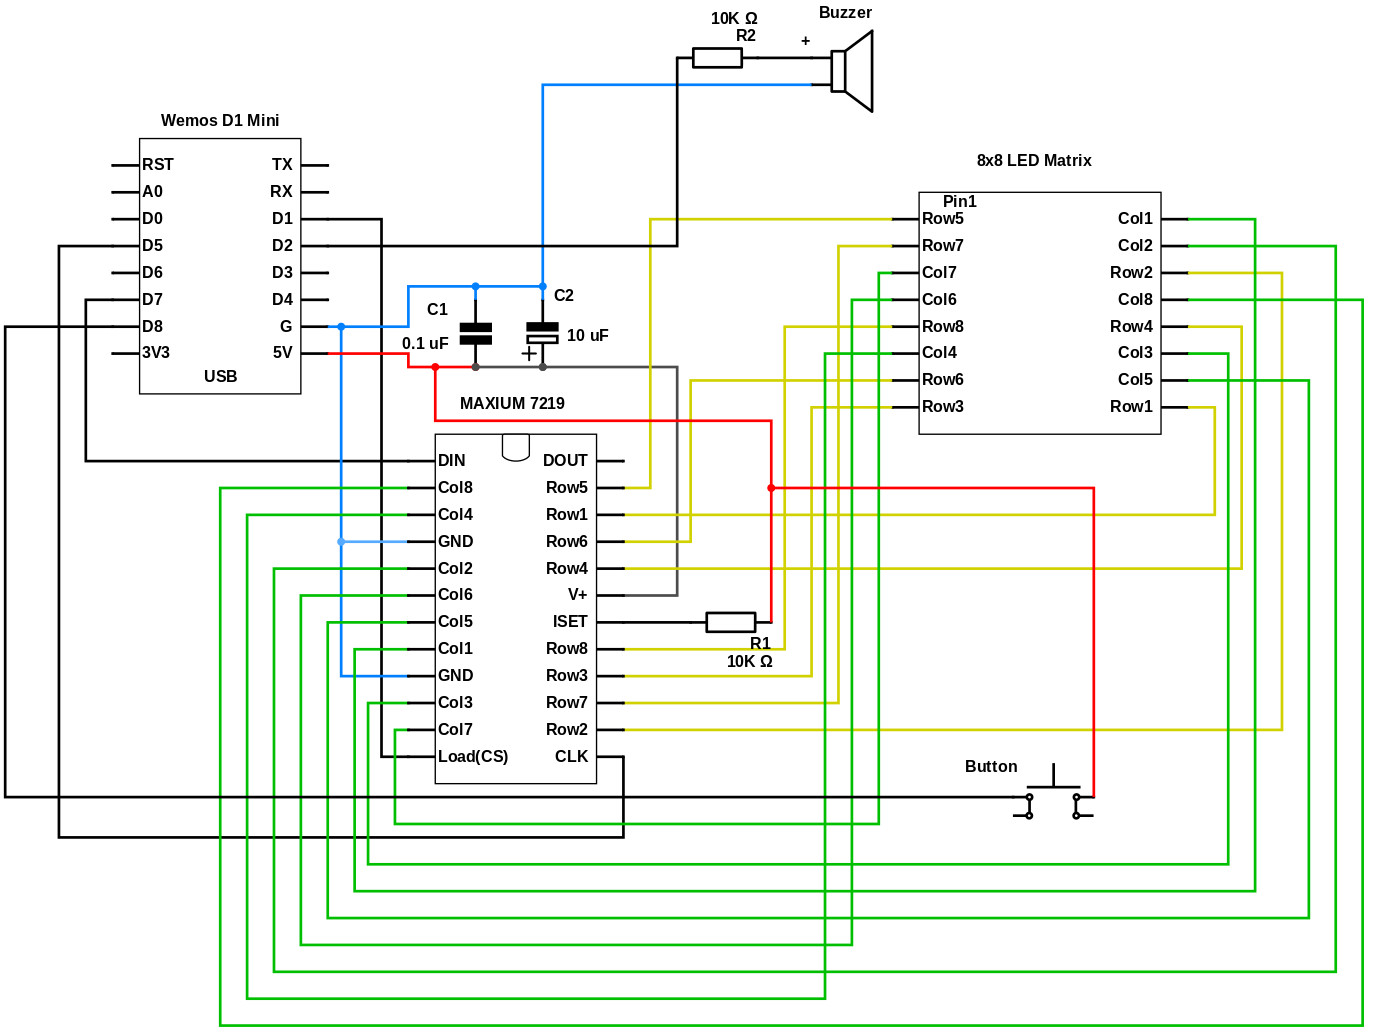 10K Ω
R2
Buzzer
+
Wemos D1 Mini
RST
A0
D0
D5
D6
D7
D8
3V3
TX
RX
D1
D2
D3
D4
G
5V
USB
C1
0.1 uF
C2
10 uF
+
8x8 LED Matrix
Pin1
Row5
Row7
Col7
Col6
Row8
Col4
Row6
Row3
Col1
Col2
Row2
Col8
Row4
Col3
Col5
Row1
MAXIUM 7219
DIN
Col8
Col4
GND
Col2
Col6
Col5
Col1
GND
Col3
Col7
Load(CS)
DOUT
Row5
Row1
Row6
Row4
V+
ISET
Row8
Row3
Row7
Row2
CLK
R1
10K Ω
Button